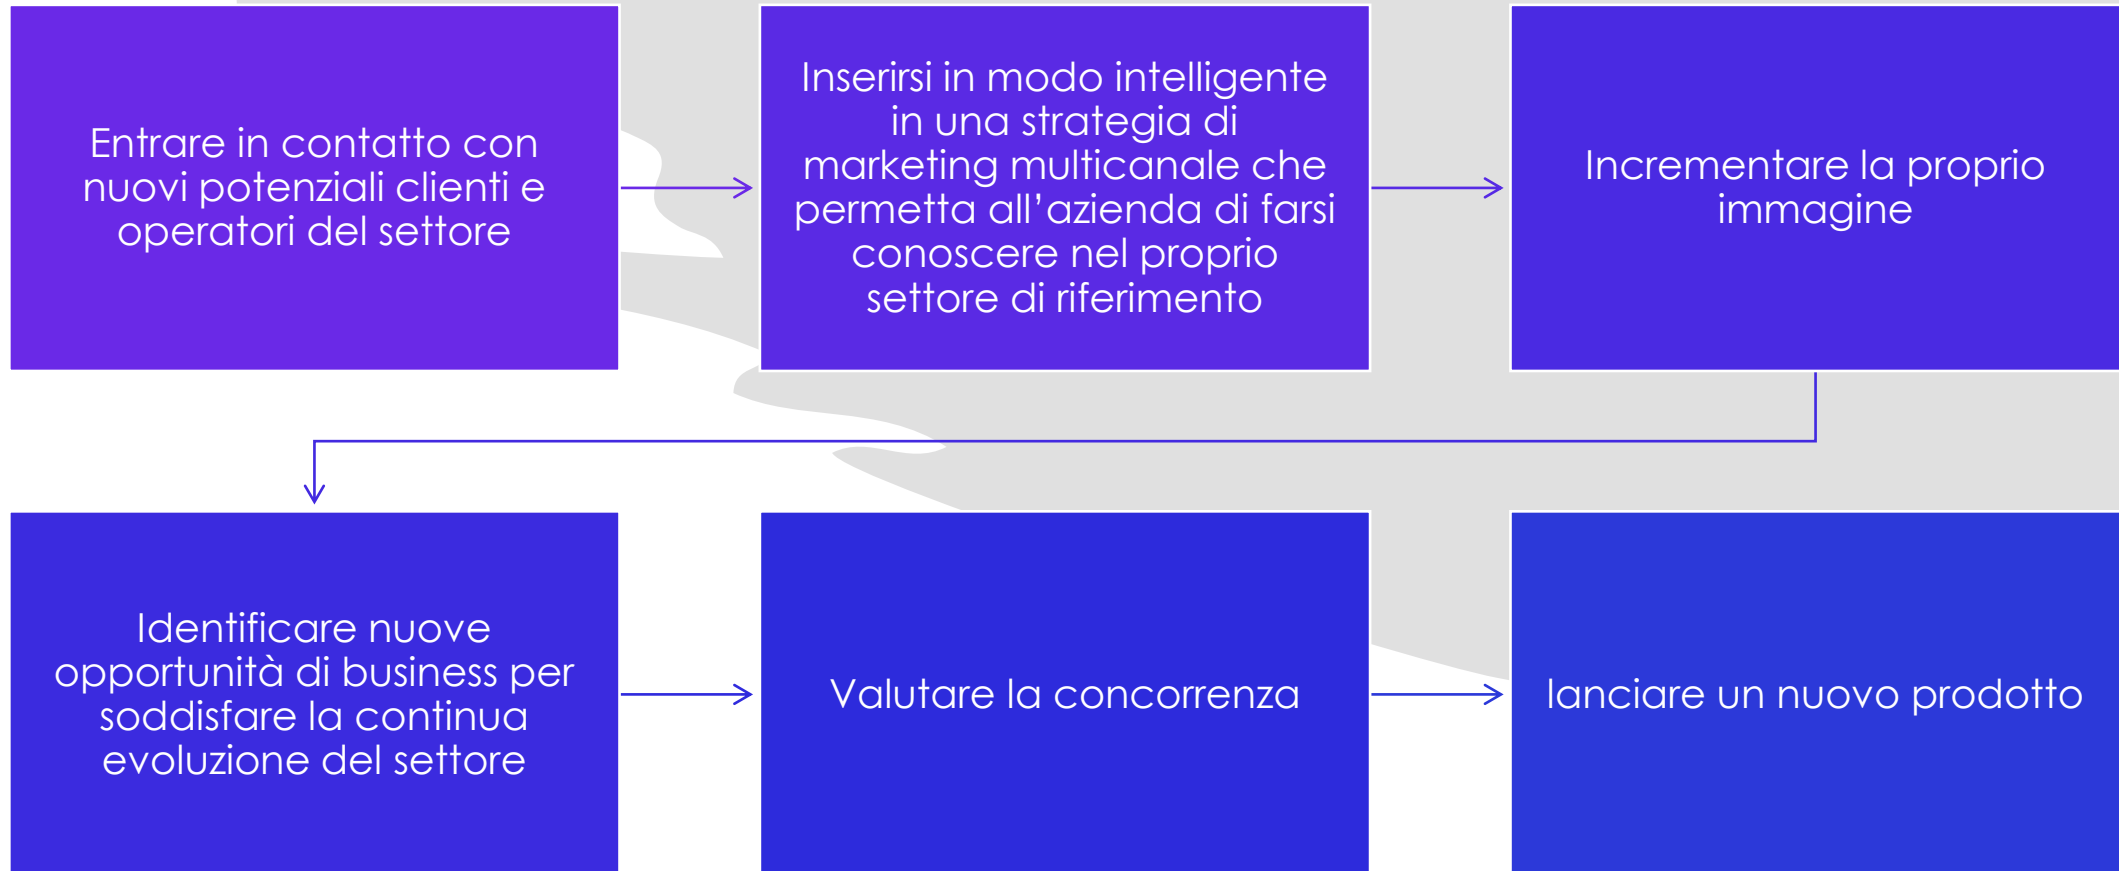 Entrare in contatto con
nuovi potenziali clienti e
operatori del settore
Inserirsi in modo intelligente
in una strategia di
marketing multicanale che
permetta all’azienda di farsi
conoscere nel proprio
settore di riferimento
Incrementare la proprio
immagine
Identificare nuove
opportunità di business per
soddisfare la continua
evoluzione del settore
Valutare la concorrenza
lanciare un nuovo prodotto